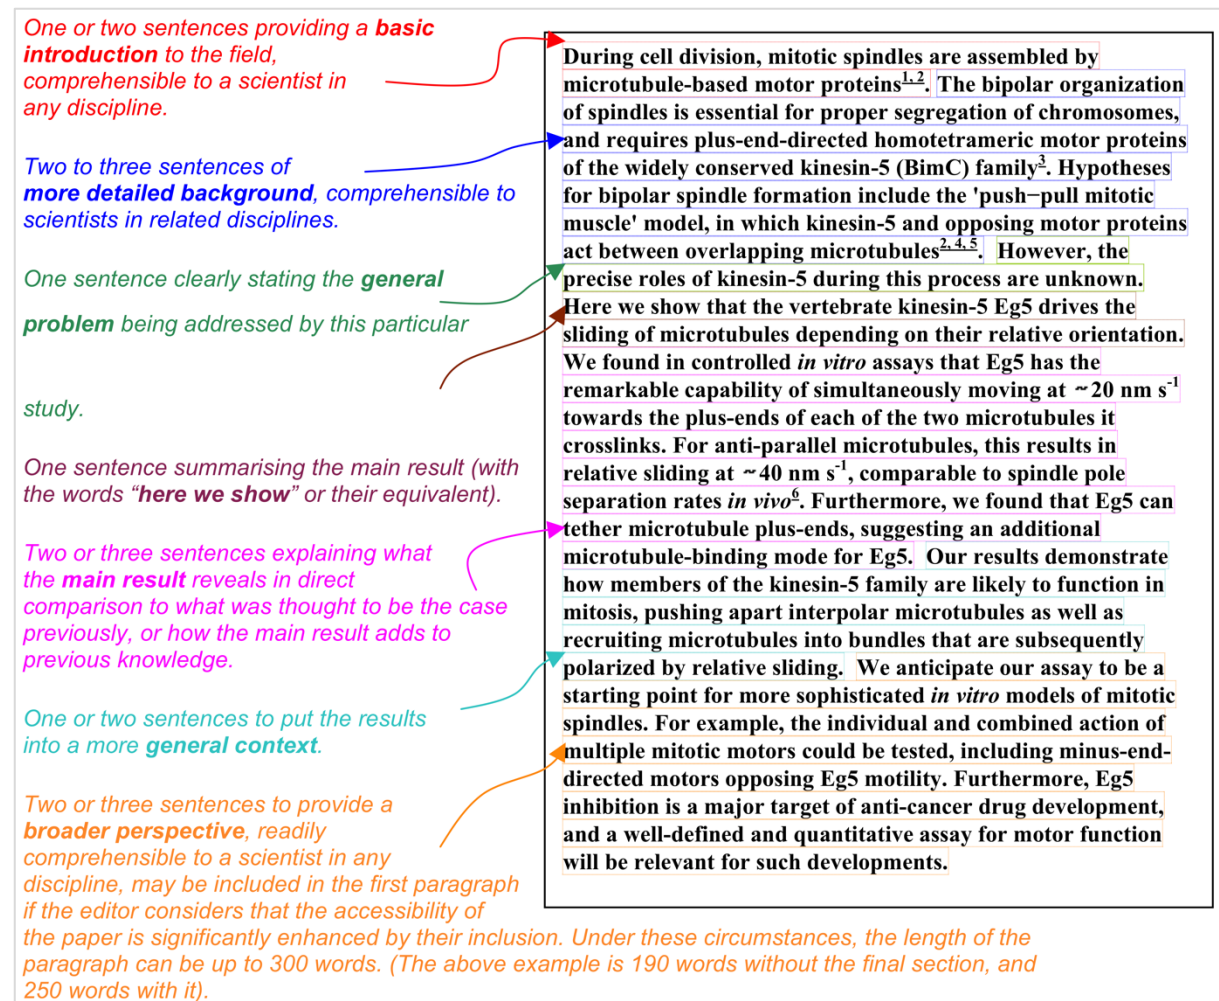 One or two sentences providing a basic
introduction to the field,
comprehensible to a scientist in
any discipline.
Two to three sentences of
more detailed background, comprehensible to
scientists in related disciplines.
One sentence clearly stating the general
problem being addressed by this particular
study.
One sentence summarising the main result (with
the words “here we show” or their equivalent).
Two or three sentences explaining what
the main result reveals in direct
comparison to what was thought to be the case
previously, or how the main result adds to
previous knowledge.
One or two sentences to put the results
into a more general context.
Two or three sentences to provide a
broader perspective, readily
comprehensible to a scientist in any
discipline, may be included in the first paragraph
if the editor considers that the accessibility of
the paper is significantly enhanced by their inclusion. Under these circumstances, the length of the
paragraph can be up to 300 words. (The above example is 190 words without the final section, and
250 words with it).
During cell division, mitotic spindles are assembled by
microtubule-based motor proteins1, 2. The bipolar organization
of spindles is essential for proper segregation of chromosomes,
and requires plus-end-directed homotetrameric motor proteins
of the widely conserved kinesin-5 (BimC) family3. Hypotheses
for bipolar spindle formation include the 'push−pull mitotic
muscle' model, in which kinesin-5 and opposing motor proteins
act between overlapping microtubules2, 4, 5. However, the
precise roles of kinesin-5 during this process are unknown.
Here we show that the vertebrate kinesin-5 Eg5 drives the
sliding of microtubules depending on their relative orientation.
We found in controlled in vitro assays that Eg5 has the
remarkable capability of simultaneously moving at ~20 nm s-1
towards the plus-ends of each of the two microtubules it
crosslinks. For anti-parallel microtubules, this results in
relative sliding at ~40 nm s-1, comparable to spindle pole
separation rates in vivo6. Furthermore, we found that Eg5 can
tether microtubule plus-ends, suggesting an additional
microtubule-binding mode for Eg5. Our results demonstrate
how members of the kinesin-5 family are likely to function in
mitosis, pushing apart interpolar microtubules as well as
recruiting microtubules into bundles that are subsequently
polarized by relative sliding. We anticipate our assay to be a
starting point for more sophisticated in vitro models of mitotic
spindles. For example, the individual and combined action of
multiple mitotic motors could be tested, including minus-end-
directed motors opposing Eg5 motility. Furthermore, Eg5
inhibition is a major target of anti-cancer drug development,
and a well-defined and quantitative assay for motor function
will be relevant for such developments.